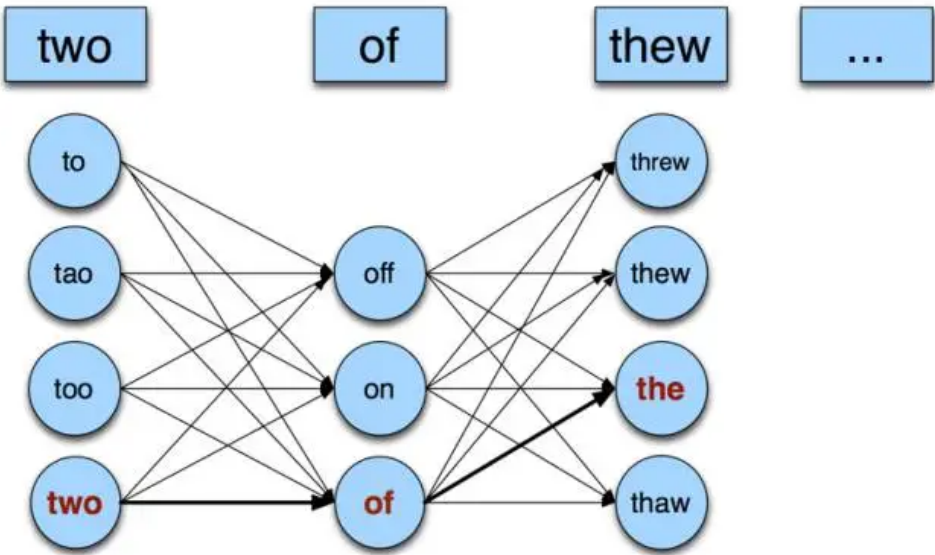 two of thew ...
to threw
tao off thew
too on the
two of thaw